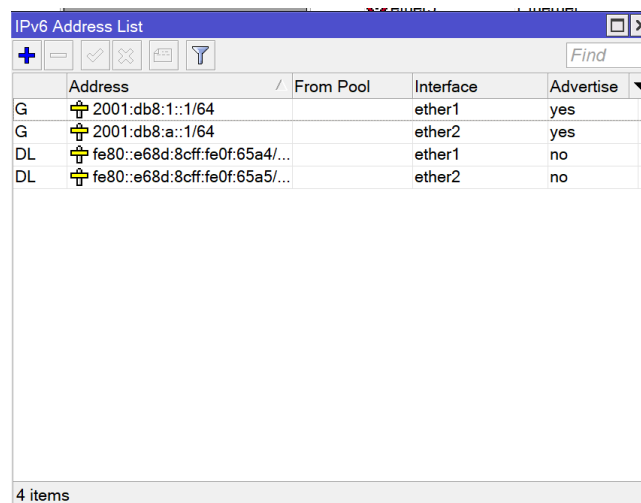 IPv6 Address List
Find
Address From Pool Interface Advertise
G 2001:db8:1::1/64 ether1 yes
G 2001:db8:a::1/64 ether2 yes
DL fe80::e68d:8cff:fe0f:65a4/... ether1 no
DL fe80::e68d:8cff:fe0f:65a5/... ether2 no
4 items